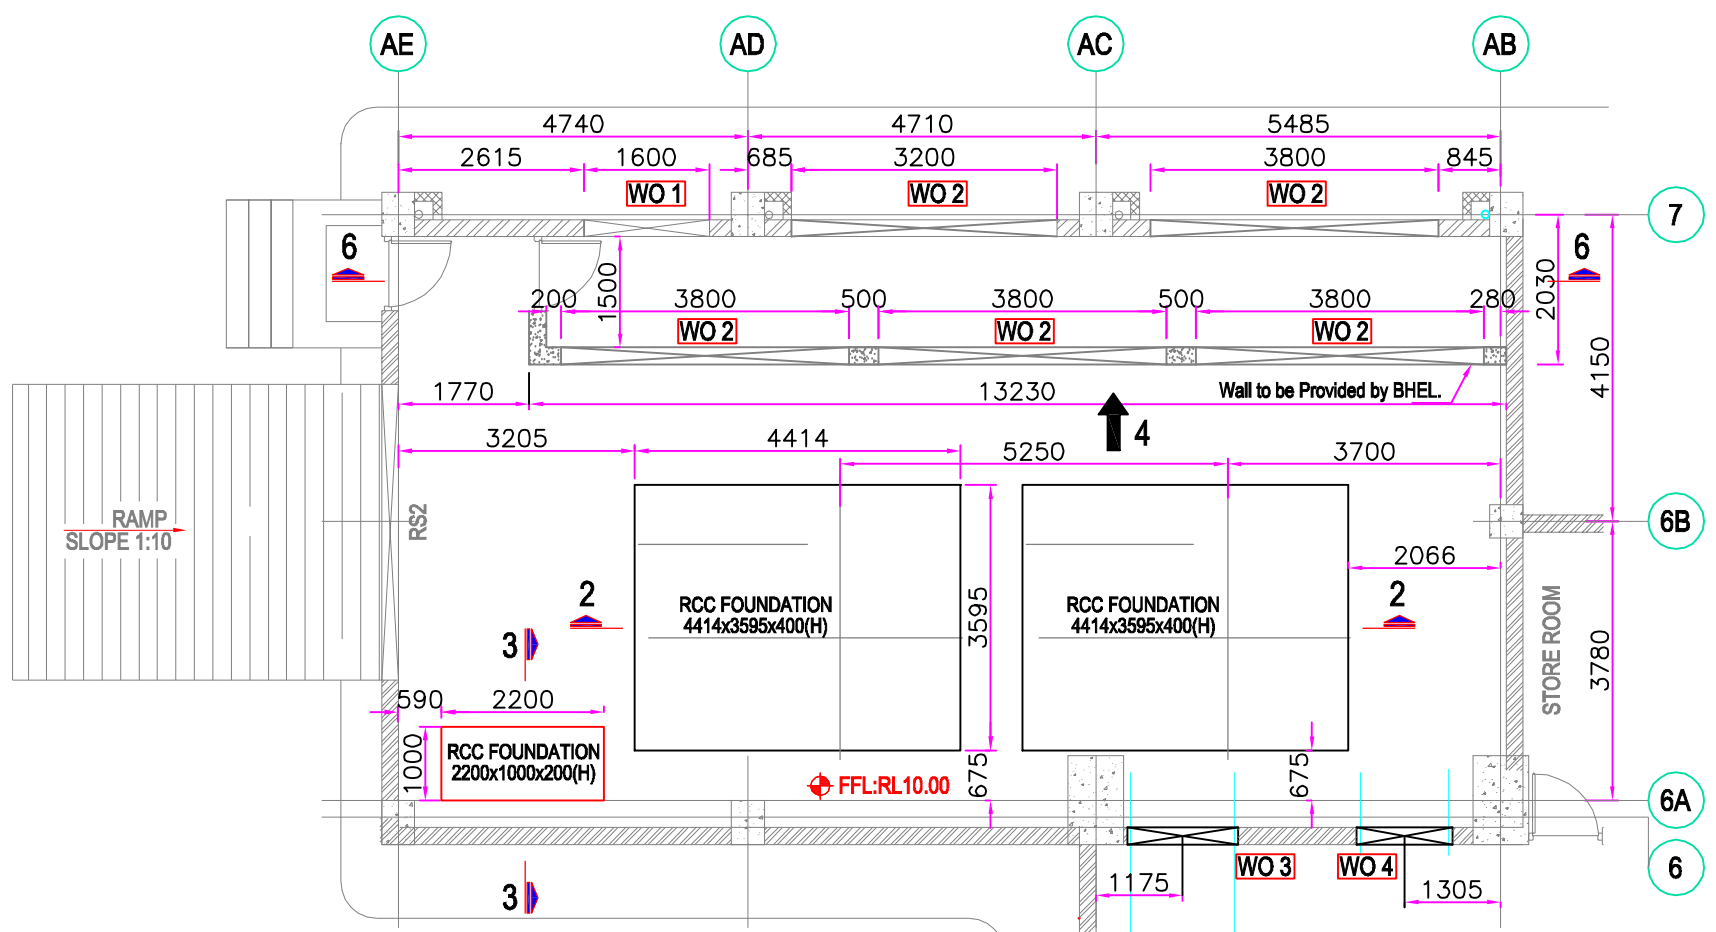 AE
AD
AC
AB
4740
4710
5485
2615
1600
685
3200
3800
845
WO 1
WO 2
WO 2
7
6
6
1500
2030
200
3800
500
3800
500
3800
280
WO 2
WO 2
WO 2
4150
1770
13230
Wall to be Provided by BHEL.
3205
4414
5250
4
3700
RAMP
SLOPE 1:10
RS2
6B
2066
2
2
RCC FOUNDATION
4414x3595x400(H)
3595
RCC FOUNDATION
4414x3595x400(H)
3
STORE ROOM
3780
590
2200
1000
RCC FOUNDATION
2200x1000x200(H)
FFL:RL10.00
675
675
6A
WO 3
WO 4
6
3
1175
1305